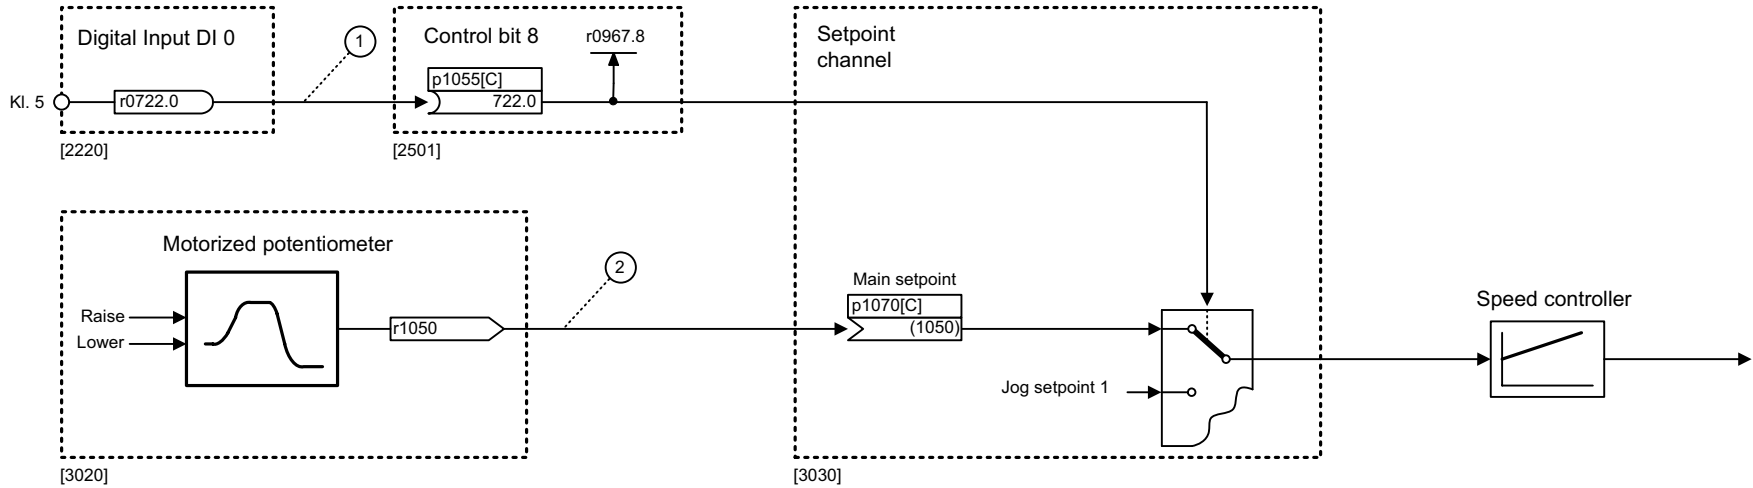 Digital Input DI 0
1
Control bit 8
r0967.8
Setpoint
channel
p1055[C]
Kl. 5
r0722.0
722.0
[2220]
[2501]
Motorized potentiometer
2
Main setpoint
p1070[C]
Speed controller
Raise
r1050
(1050)
Lower
Jog setpoint 1
[3020]
[3030]